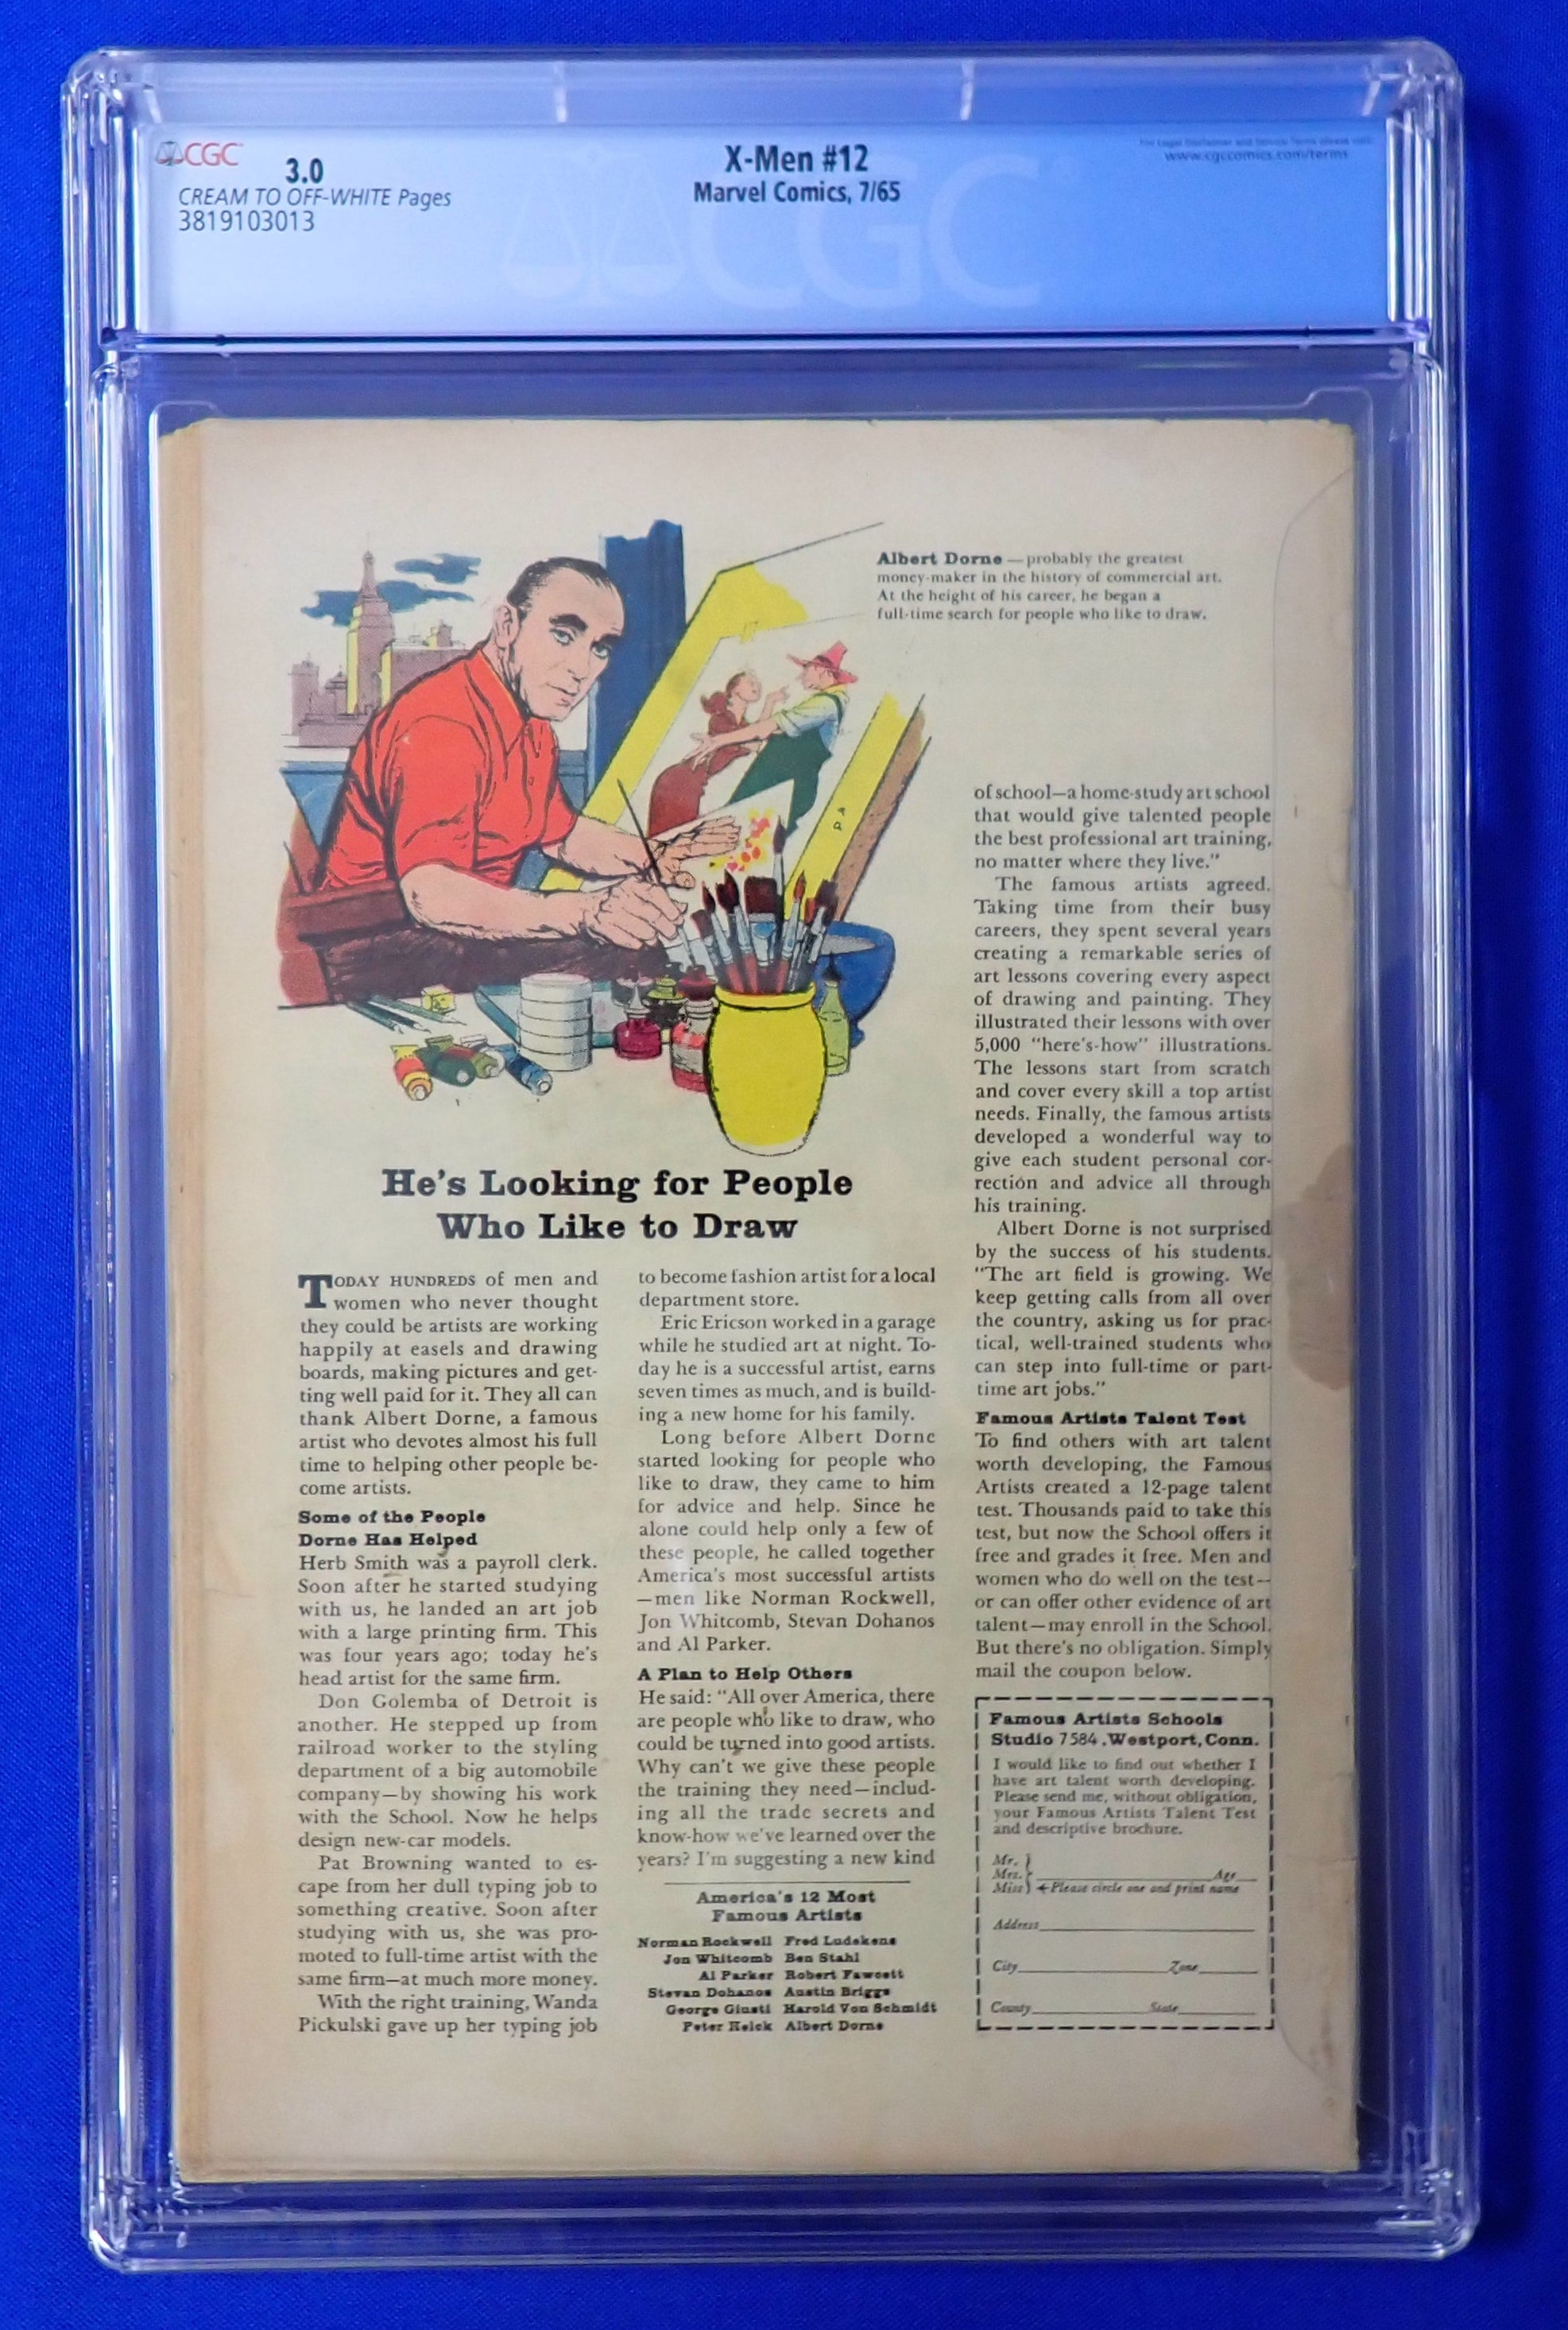 CGC
3.0
CREAM TO OFF-WHITE Pages
3819103013
X-Men #12
Marvel Comics, 7/65
www.cgccomics.com/terms
CGC
Albert Dorne — probably the greatest
money-maker in the history of commercial art.
At the height of his career, he began a
full-time search for people who like to draw.
He's Looking for People
Who Like to Draw
TODAY HUNDREDS of men and
women who never thought
they could be artists are working
happily at easels and drawing
boards, making pictures and get-
ting well paid for it. They all can
thank Albert Dorne, a famous
artist who devotes almost his full
time to helping other people be-
come artists.
Some of the People
Dorne Has Helped
Herb Smith was a payroll clerk.
Soon after he started studying
with us, he landed an art job
with a large printing firm. This
was four years ago; today he's
head artist for the same firm.
Don Golemba of Detroit is
another. He stepped up from
railroad worker to the styling
department of a big automobile
company—by showing his work
with the School. Now he helps
design new-car models.
Pat Browning wanted to es-
cape from her dull typing job to
something creative. Soon after
studying with us, she was pro-
moted to full-time artist with the
same firm—at much more money.
With the right training, Wanda
Pickulski gave up her typing job
to become fashion artist for a local
department store.
Eric Ericson worked in a garage
while he studied art at night. To-
day he is a successful artist, earns
seven times as much, and is build-
ing a new home for his family.
Long before Albert Dorne
started looking for people who
like to draw, they came to him
for advice and help. Since he
alone could help only a few of
these people, he called together
America's most successful artists
—men like Norman Rockwell,
Jon Whitcomb, Stevan Dohanos
and Al Parker.
A Plan to Help Others
He said: "All over America, there
are people who like to draw, who
could be turned into good artists.
Why can't we give these people
the training they need—includ-
ing all the trade secrets and
know-how we've learned over the
years? I'm suggesting a new kind
America's 12 Most
Famous Artists
Norman Rockwell Fred Ludekens
Jon Whitcomb Ben Stahl
Al Parker Robert Fawcett
Stevan Dohanos Austin Briggs
George Giusti Harold Von Schmidt
Peter Helck Albert Dorne
of school—a home-study art school
that would give talented people
the best professional art training,
no matter where they live."
The famous artists agreed.
Taking time from their busy
careers, they spent several years
creating a remarkable series of
art lessons covering every aspect
of drawing and painting. They
illustrated their lessons with over
5,000 "here's-how" illustrations.
The lessons start from scratch
and cover every skill a top artist
needs. Finally, the famous artists
developed a wonderful way to
give each student personal cor-
rection and advice all through
his training.
Albert Dorne is not surprised
by the success of his students.
"The art field is growing. We
keep getting calls from all over
the country, asking us for prac-
tical, well-trained students who
can step into full-time or part-
time art jobs."
Famous Artists Talent Test
To find others with art talent
worth developing, the Famous
Artists created a 12-page talent
test. Thousands paid to take this
test, but now the School offers it
free and grades it free. Men and
women who do well on the test—
or can offer other evidence of art
talent—may enroll in the School.
But there's no obligation. Simply
mail the coupon below.
Famous Artists Schools
Studio 7584, Westport, Conn.
I would like to find out whether I
have art talent worth developing.
Please send me, without obligation,
your Famous Artists Talent Test
and descriptive brochure.
Mr.
Mrs. Age
Miss Please circle one and print name
Address
City Zone
County State